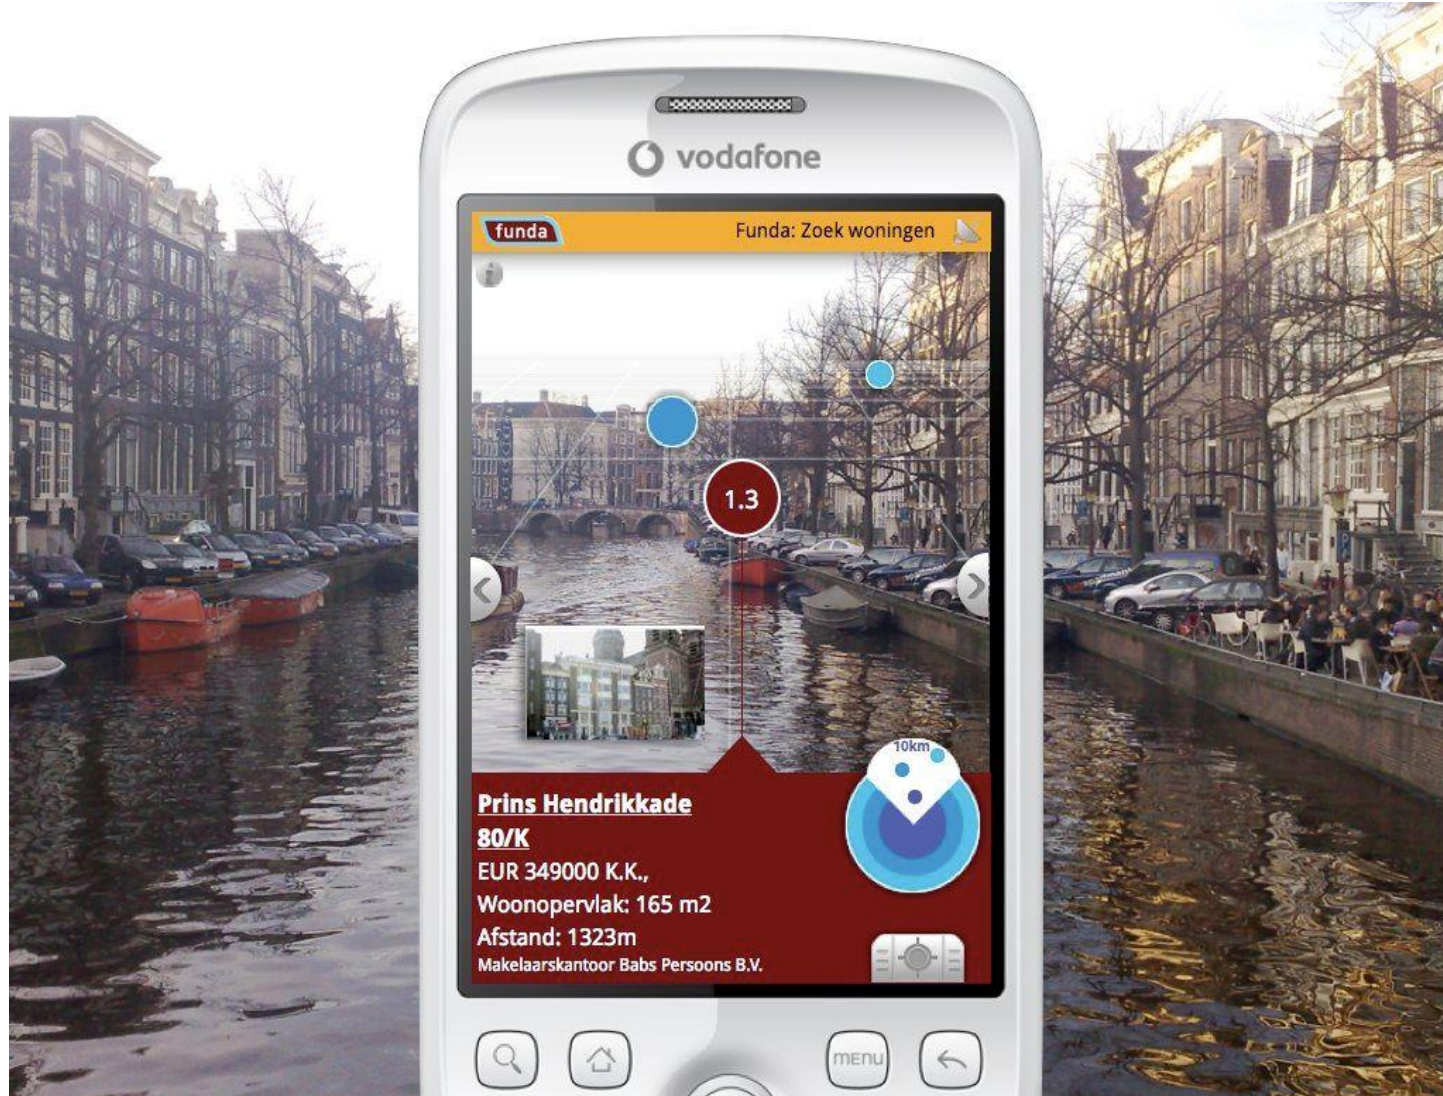 vodafone
funda
Funda: Zoek woningen
i
1.3
10km
Prins Hendrikkade
80/K
EUR 349000 K.K.,
Woonopervlak: 165 m2
Afstand: 1323m
Makelaarskantoor Babs Persoons B.V.
menu